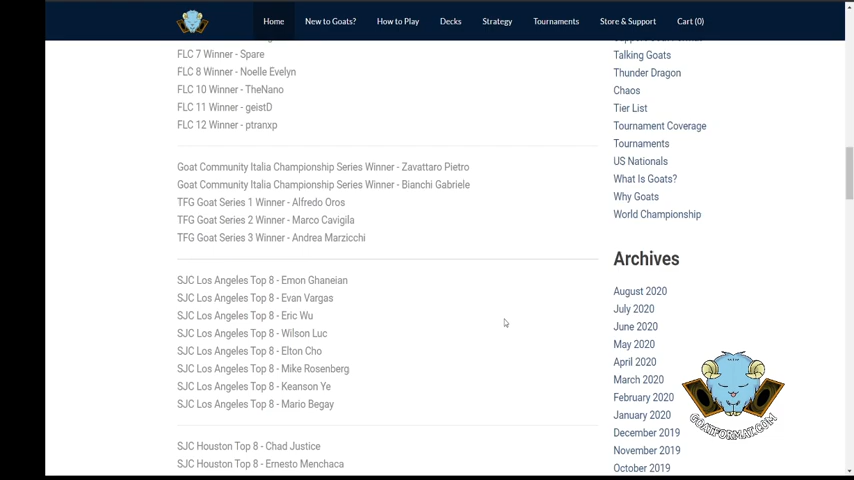 Home
New to Goats?
How to Play
Decks
Strategy
Tournaments
Store & Support
Cart (0)
FLC 7 Winner - Spare
FLC 8 Winner - Noelle Evelyn
FLC 10 Winner - TheNano
FLC 11 Winner - geistD
FLC 12 Winner - ptranxp
Goat Community Italia Championship Series Winner - Zavattaro Pietro
Goat Community Italia Championship Series Winner - Bianchi Gabriele
TFG Goat Series 1 Winner - Alfredo Oros
TFG Goat Series 2 Winner - Marco Cavigila
TFG Goat Series 3 Winner - Andrea Marzicchi
SJC Los Angeles Top 8 - Emon Ghaneian
SJC Los Angeles Top 8 - Evan Vargas
SJC Los Angeles Top 8 - Eric Wu
SJC Los Angeles Top 8 - Wilson Luc
SJC Los Angeles Top 8 - Elton Cho
SJC Los Angeles Top 8 - Mike Rosenberg
SJC Los Angeles Top 8 - Keanson Ye
SJC Los Angeles Top 8 - Mario Begay
SJC Houston Top 8 - Chad Justice
SJC Houston Top 8 - Ernesto Menchaca
Talking Goats
Thunder Dragon
Chaos
Tier List
Tournament Coverage
Tournaments
US Nationals
What Is Goats?
Why Goats
World Championship
Archives
August 2020
July 2020
June 2020
May 2020
April 2020
March 2020
February 2020
January 2020
December 2019
November 2019
October 2019
GOATFORMAT.COM